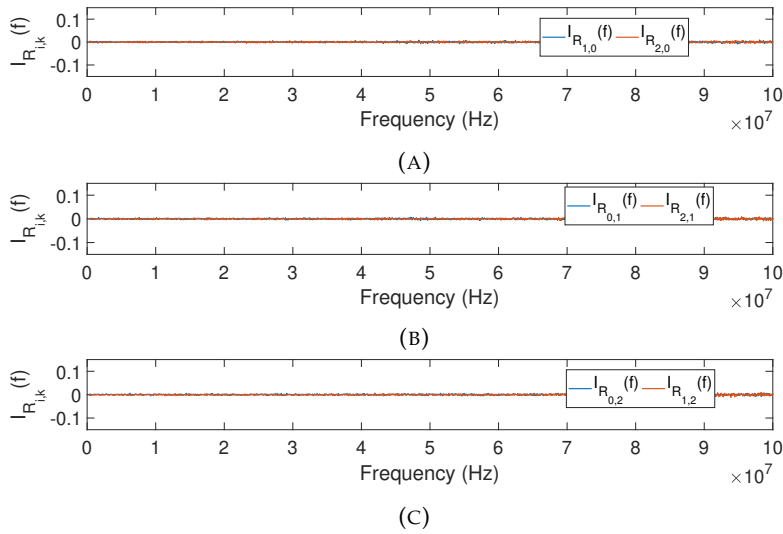 0.1
0
-0.1
I_{R_{i,k}}(f)
I_{R_{1,0}}(f) I_{R_{2,0}}(f)
0 1 2 3 4 5 6 7 8 9 10
Frequency (Hz)
×10^7
(A)
0.1
0
-0.1
I_{R_{i,k}}(f)
I_{R_{0,1}}(f) I_{R_{2,1}}(f)
0 1 2 3 4 5 6 7 8 9 10
Frequency (Hz)
×10^7
(B)
0.1
0
-0.1
I_{R_{i,k}}(f)
I_{R_{0,2}}(f) I_{R_{1,2}}(f)
0 1 2 3 4 5 6 7 8 9 10
Frequency (Hz)
×10^7
(C)